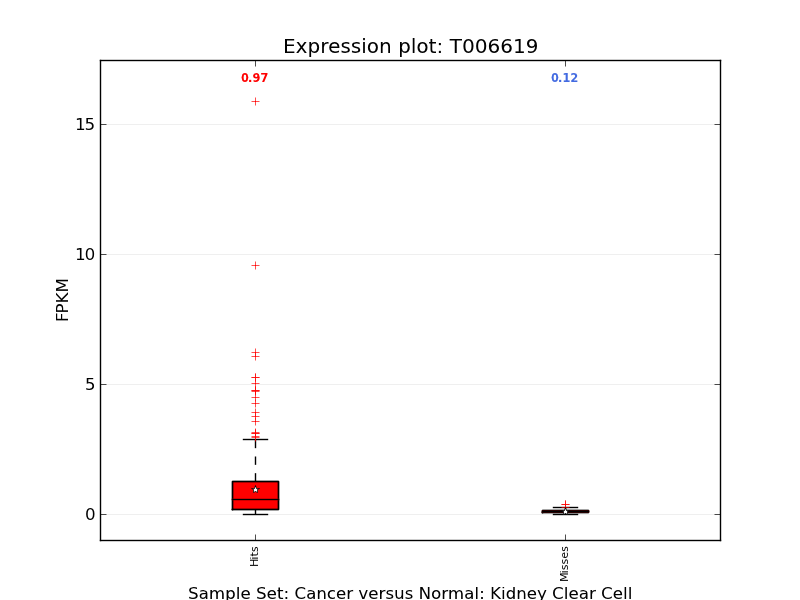 Expression plot: T006619
0.97
0.12
15
10
5
0
FPKM
Hits
Misses
Sample Set: Cancer versus Normal: Kidney Clear Cell